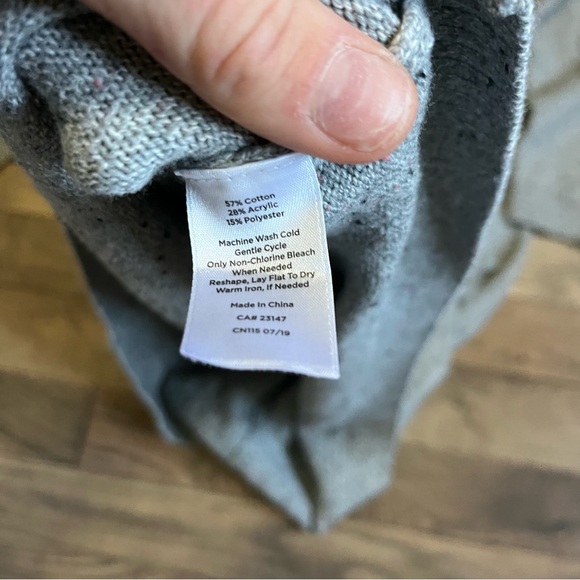 57% Cotton
28% Acrylic
15% Polyester
Machine Wash Cold
Gentle Cycle
Only Non-Chlorine Bleach
When Needed
Reshape, Lay Flat To Dry
Warm Iron, If Needed
Made In China
CA# 23147
CN115 07/19